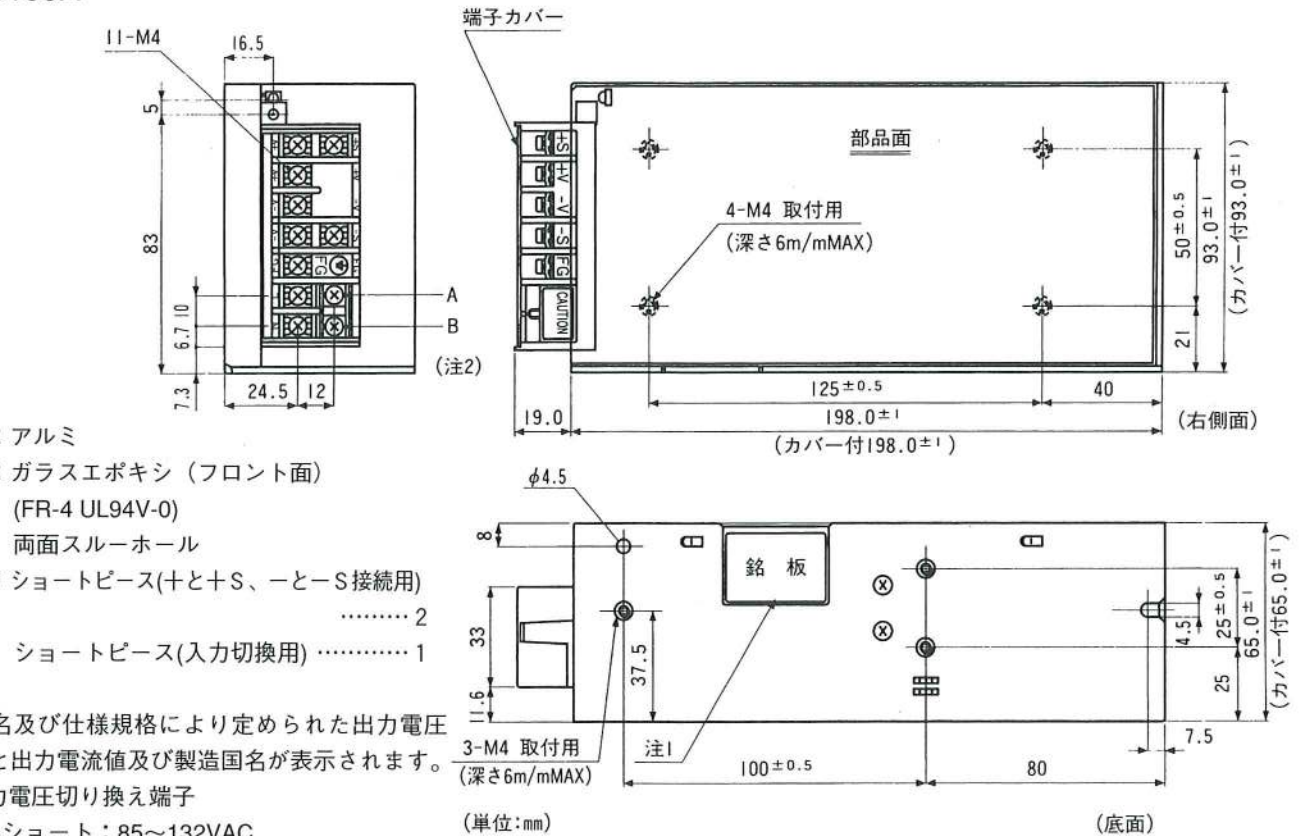 端子カバー
11-M4
16.5
5
83
10
6.7
7.3
24.5
12
A
B
(注2)
+S
+V
-V
-S
FG
CAUTION
FG
部品面
4-M4 取付用
(深さ6m/mMAX)
50±0.5
93.0±1
(カバー付93.0±1)
21
125±0.5
40
19.0
198.0±1
(カバー付198.0±1)
(右側面)
アルミ
ガラスエポキシ（フロント面）
(FR-4 UL94V-0)
両面スルーホール
ショートピース(＋と＋S、－と－S接続用)
………2
ショートピース(入力切換用)…………1
名及び仕様規格により定められた出力電圧
と出力電流値及び製造国名が表示されます。
力電圧切り換え端子
ショート：85～132VAC
φ4.5
8
33
11.6
37.5
銘 板
4.5
25±0.5
65.0±1
(カバー付65.0±1)
25
7.5
3-M4 取付用
(深さ6m/mMAX)
注1
100±0.5
80
(単位:mm)
(底面)